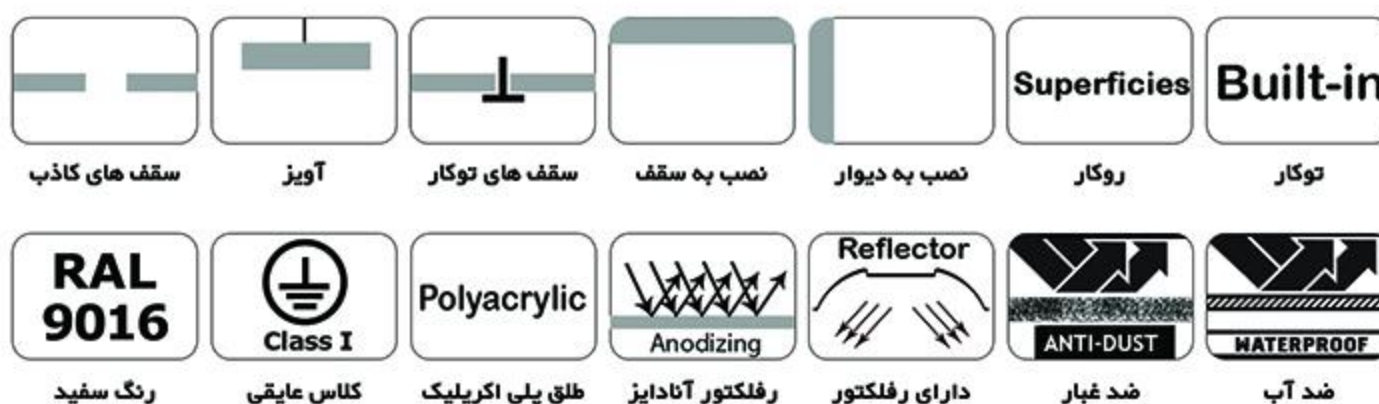 Superficies
Built-in
سقف های کاذب
آویز
سقف های توکار
نصب به سقف
نصب به دیوار
روکار
توکار
RAL
9016
Class I
Polyacrylic
Anodizing
Reflector
ANTI-DUST
WATERPROOF
رنگ سفید
کلاس عایقی
طلق پلی اکریلیک
رفلکتور آنادایز
دارای رفلکتور
ضد غبار
ضد آب